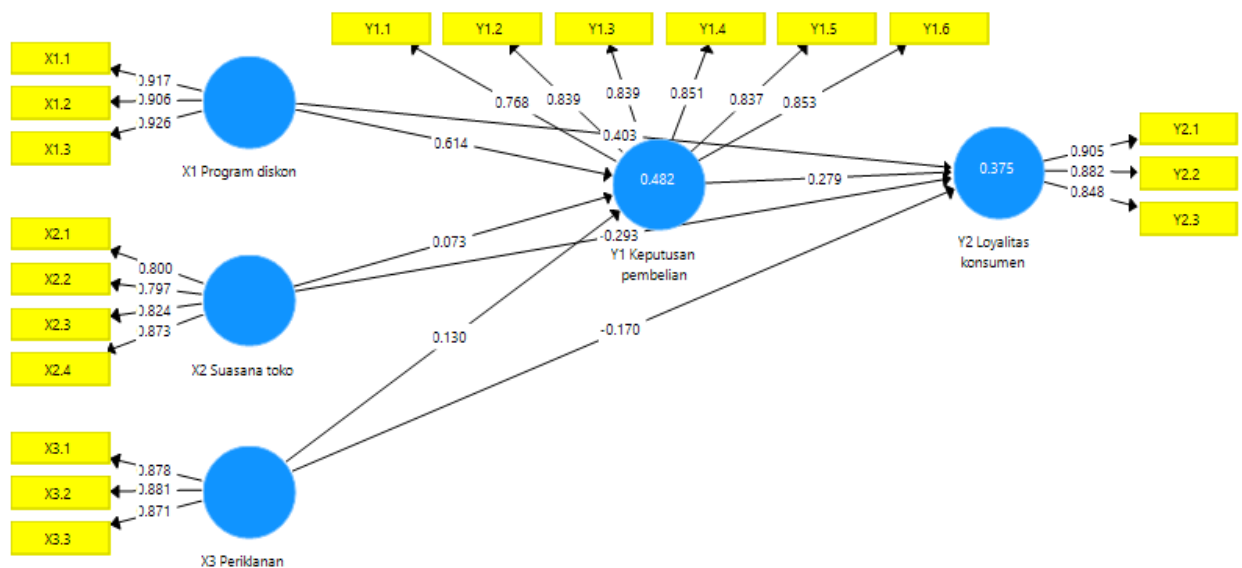 Y1.1
Y1.2
Y1.3
Y1.4
Y1.5
Y1.6
X1.1
X1.2
X1.3
0.917
0.906
0.926
X1 Program diskon
0.768
0.839
0.839
0.851
0.837
0.853
0.403
0.614
0.482
0.279
0.375
0.905
0.882
0.848
Y2.1
Y2.2
Y2.3
Y1 Keputusan
pembelian
Y2 Loyalitas
konsumen
X2.1
X2.2
X2.3
X2.4
0.800
0.797
0.824
0.873
X2 Suasana toko
0.073
-0.293
0.130
-0.170
X3.1
X3.2
X3.3
0.878
0.881
0.871
X3 Periklanan